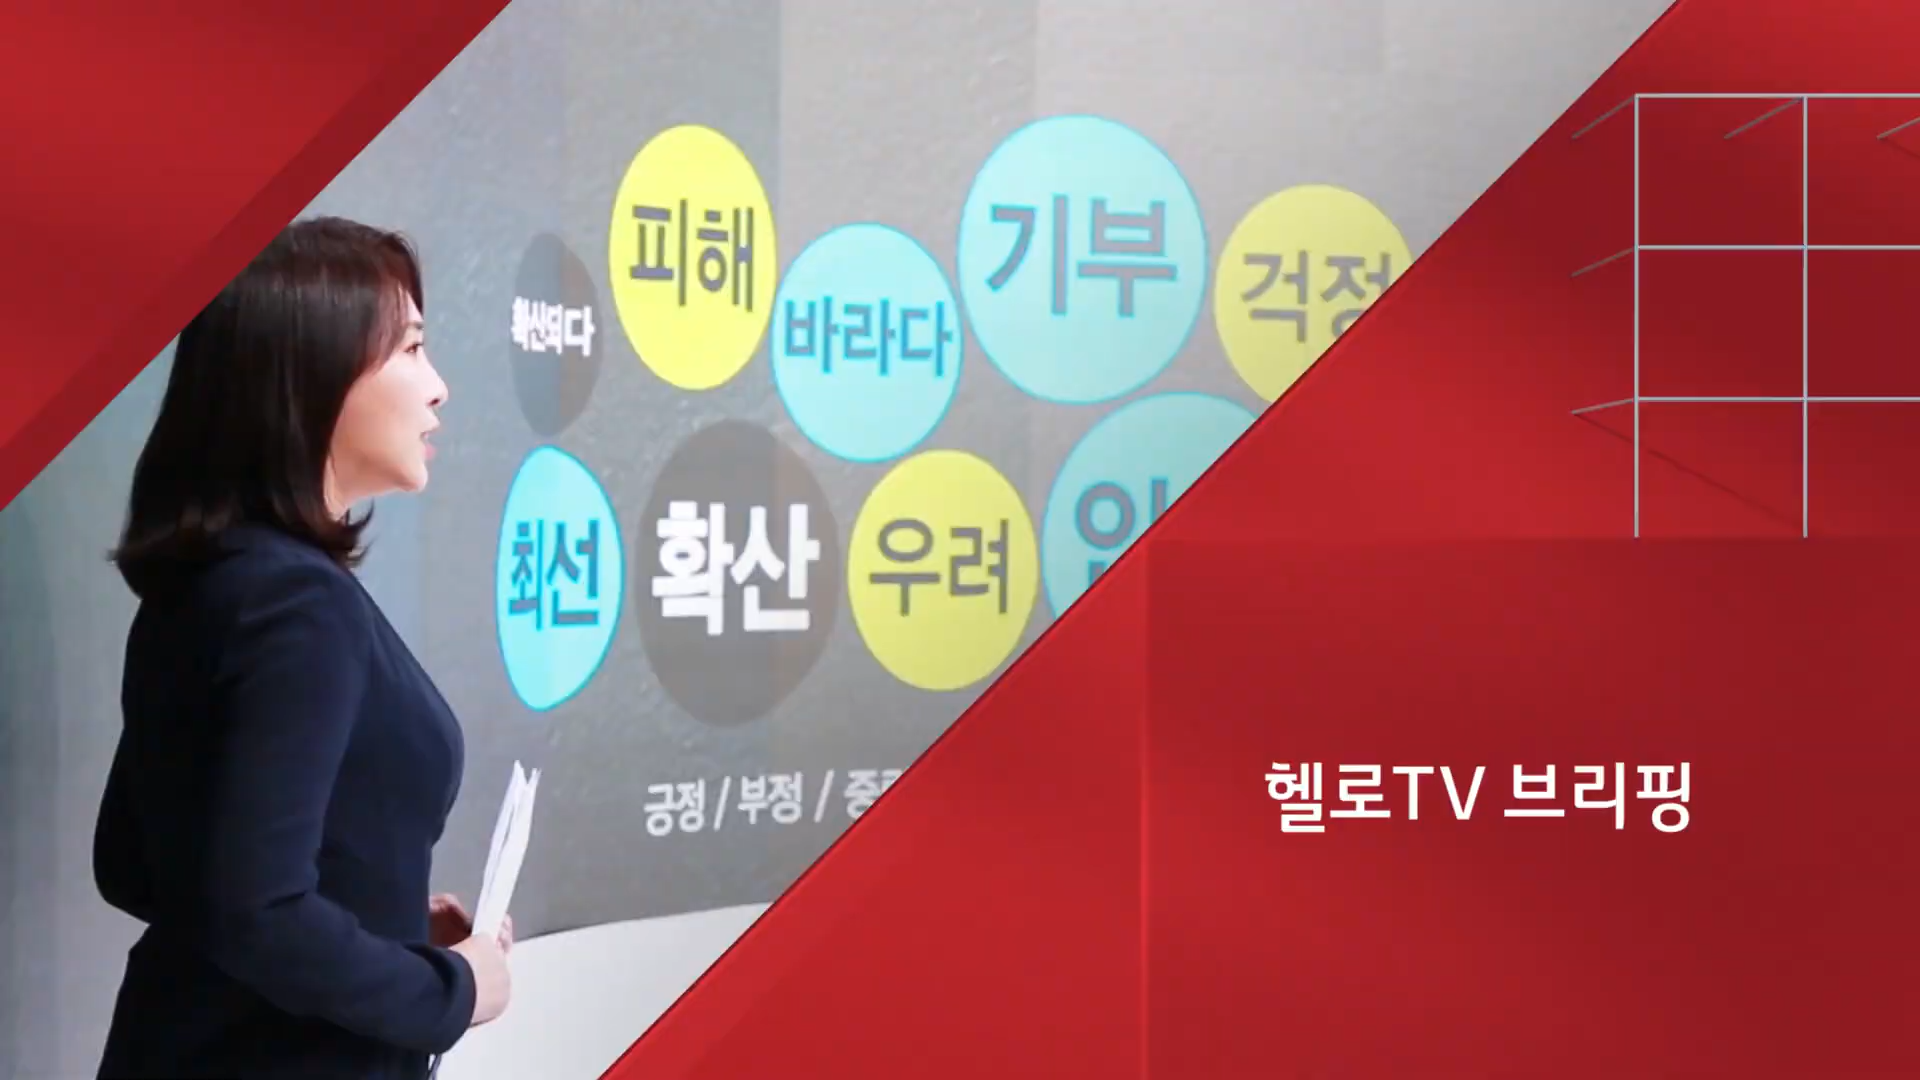 피해
기부
바라다
걱정
확산되다
최선
확산
우려
긍정 / 부정 /
헬로TV 브리핑